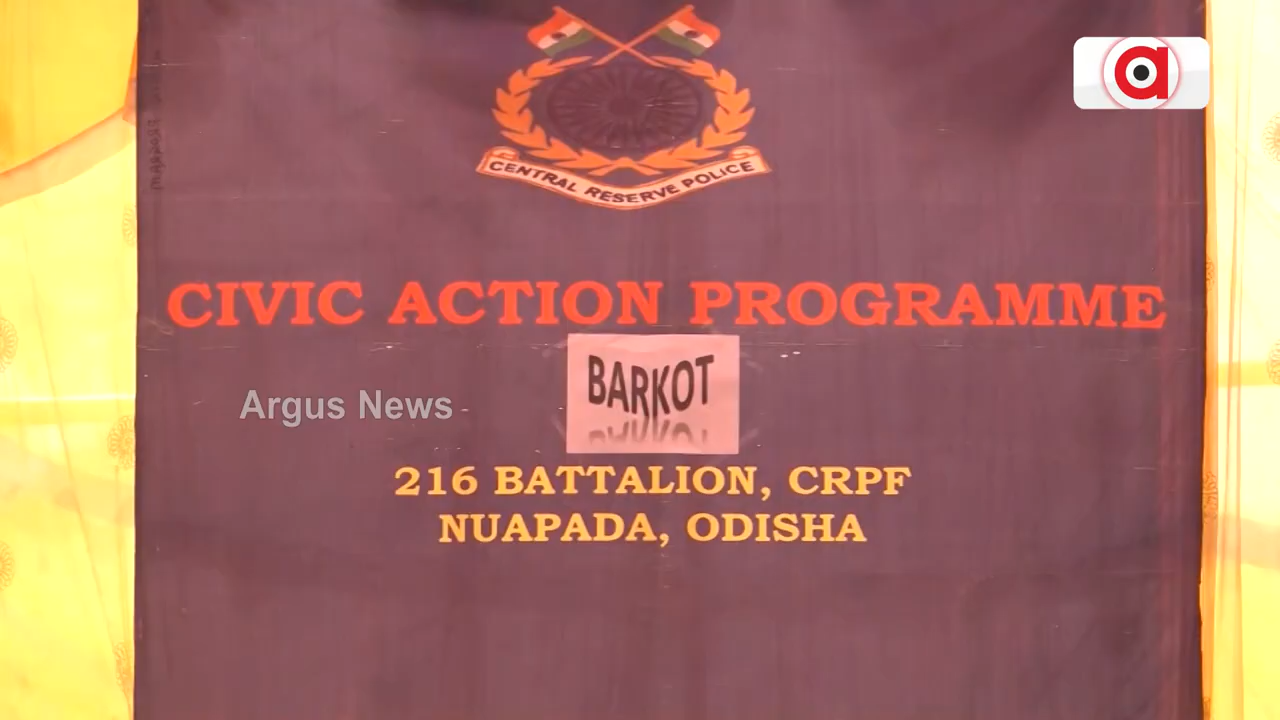 CENTRAL RESERVE POLICE
CIVIC ACTION PROGRAMME
BARKOT
Argus News
216 BATTALION, CRPF
NUAPADA, ODISHA